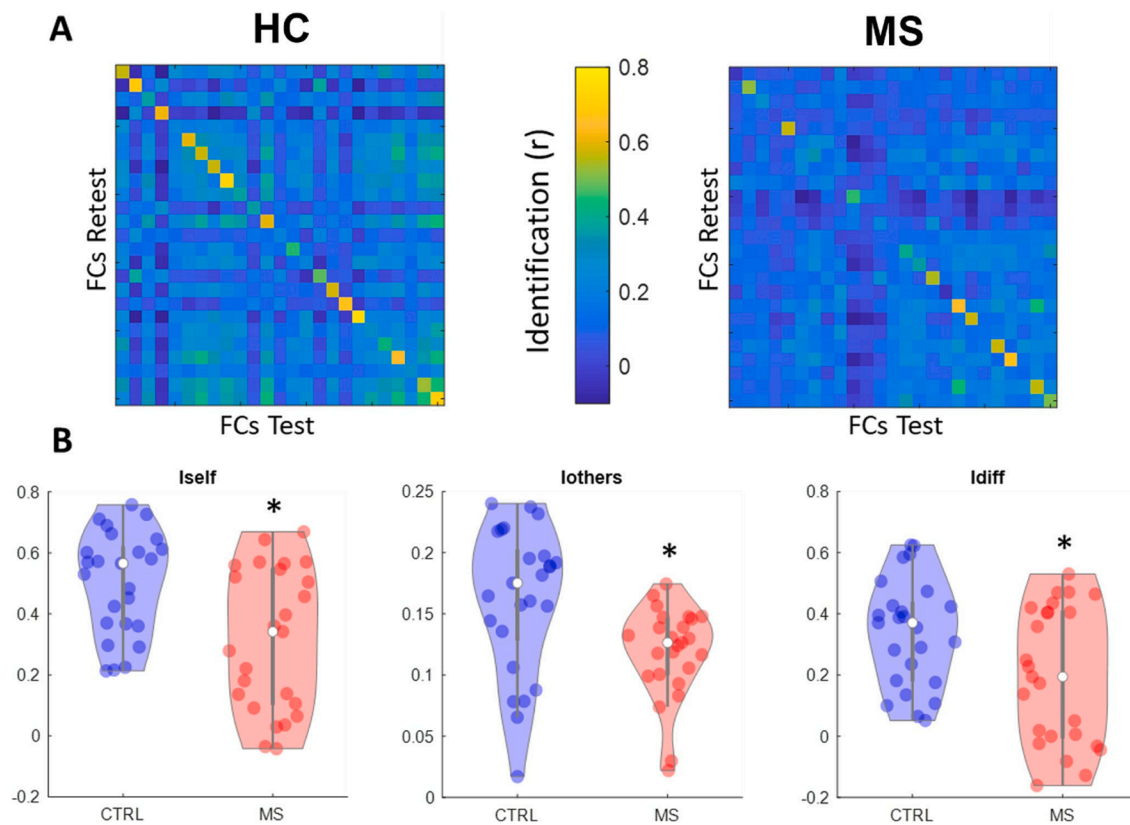 A
HC
MS
FCs Retest
FCs Test
Identification (r)
0.8
0.6
0.4
0.2
0
FCs Retest
FCs Test
B
Iself
0.8
0.6
0.4
0.2
0
-0.2
*
CTRL
MS
Iothers
0.25
0.2
0.15
0.1
0.05
0
*
CTRL
MS
Idiff
0.8
0.6
0.4
0.2
0
-0.2
*
CTRL
MS